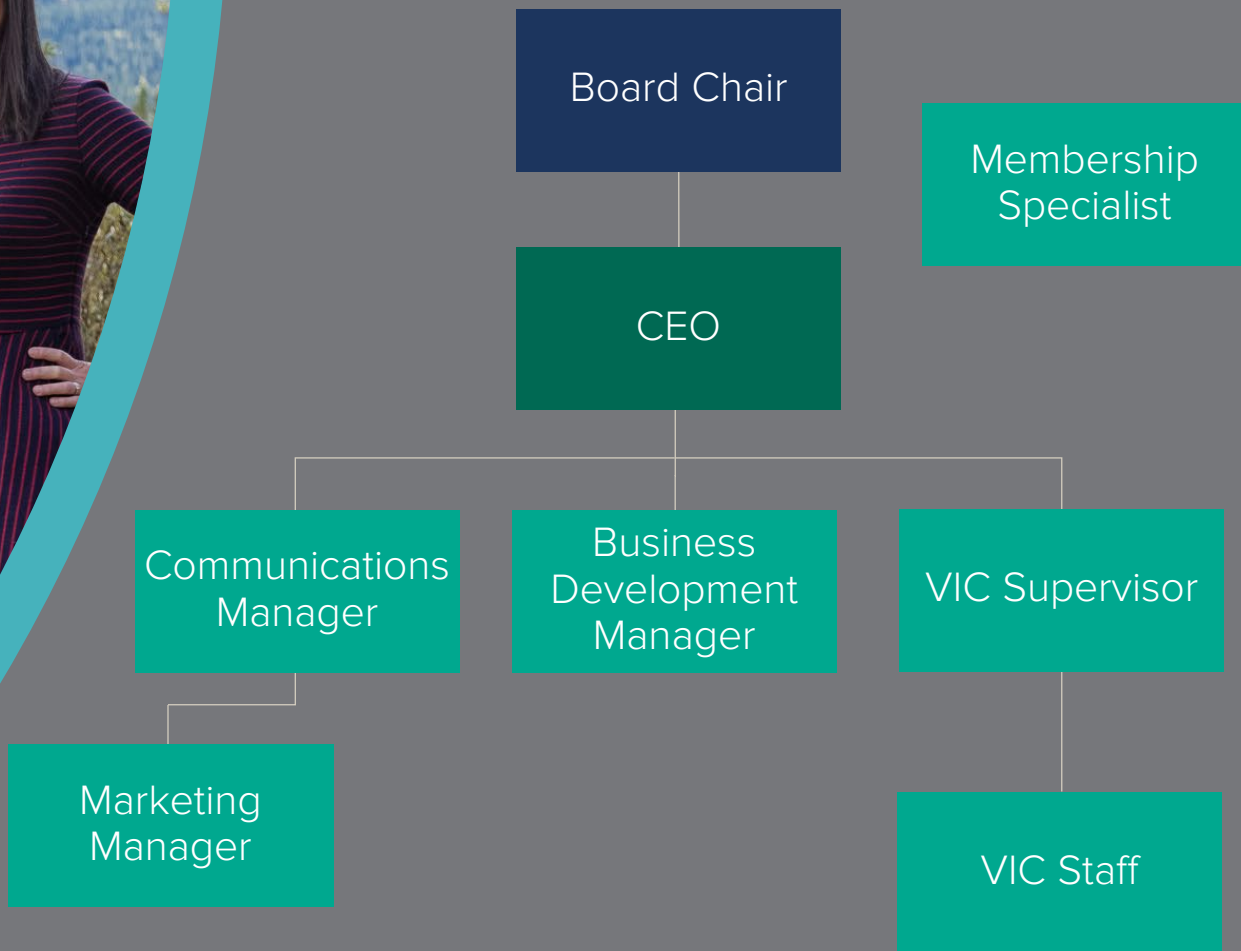 Board Chair
Membership
Specialist
CEO
Communications
Manager
Business
Development
Manager
VIC Supervisor
Marketing
Manager
VIC Staff